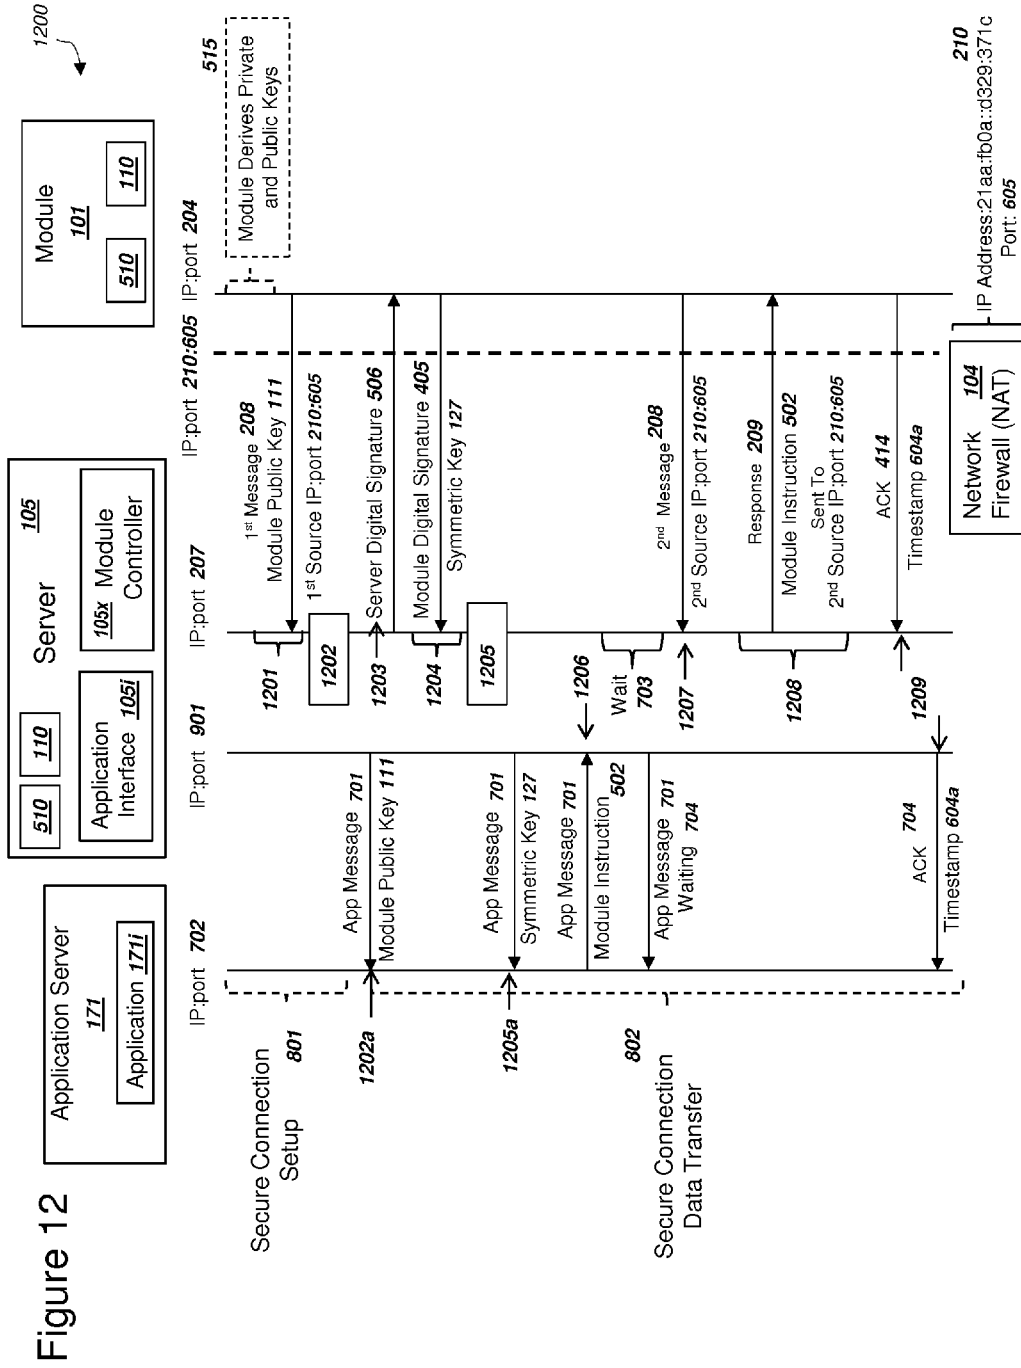 Figure 12
1200
Application Server
171
Application 171i
Server
105
510
110
Application
Interface 105i
105x Module
Controller
Module
101
510
110
IP:port 702
IP:port 901
IP:port 207
IP:port 210:605
IP:port 204
515
Module Derives Private
and Public Keys
Secure Connection
Setup
801
1201
1st Message 208
Module Public Key 111
1st Source IP:port 210:605
1202
App Message 701
Module Public Key 111
1202a
1203
Server Digital Signature 506
1204
Module Digital Signature 405
Symmetric Key 127
1205
App Message 701
Symmetric Key 127
1205a
Secure Connection
Data Transfer
802
1206
App Message 701
Module Instruction
502
Wait
703
App Message 701
Waiting 704
1207
2nd Message 208
2nd Source IP:port 210:605
1208
Response 209
Module Instruction 502
Sent To
2nd Source IP:port 210:605
1209
ACK 414
Timestamp 604a
ACK 704
Timestamp 604a
Network 104
Firewall (NAT)
210
IP Address:21aa:fb0a::d329:371c
Port: 605